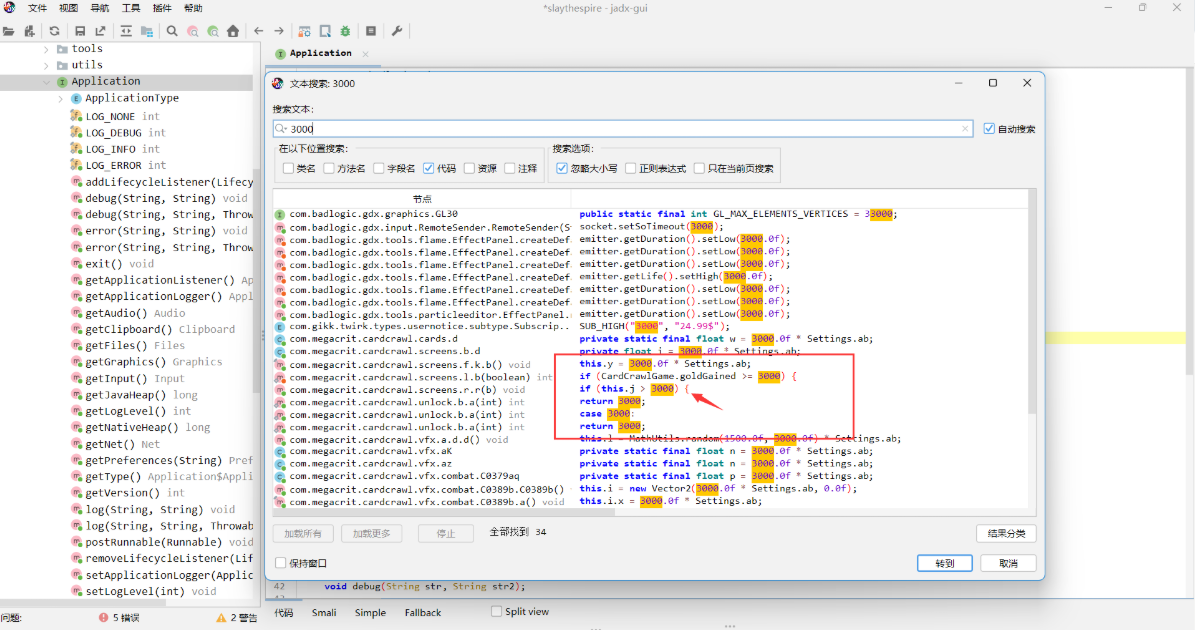 文件 视图 导航 工具 插件 帮助
*slaythespire - jadx-gui
tools
utils
Application
ApplicationType
LOG_NONE int
LOG_DEBUG int
LOG_INFO int
LOG_ERROR int
addLifecycleListener(Lifecy
debug(String, String) void
debug(String, String, Throw
error(String, String) void
error(String, String, Throw
exit() void
getApplicationListener() Ap
getApplicationLogger() Appl
getAudio() Audio
getClipboard() Clipboard
getFiles() Files
getGraphics() Graphics
getInput() Input
getJavaHeap() long
getLogLevel() int
getNativeHeap() long
getNet() Net
getPreferences(String) Pref
getType() Application$Appli
getVersion() int
log(String, String) void
log(String, String, Throwab
postRunnable(Runnable) void
removeLifecycleListener(Lif
setApplicationLogger(Applic
setLogLevel(int) void
问题: 5 错误 2 警告
Application
文本搜索: 3000
搜索文本:
3000
自动搜索
在以下位置搜索: 搜索选项:
类名 方法名 字段名 代码 资源 注释 忽略大小写 正则表达式 只在当前页搜索
节点
com.badlogic.gdx.graphics.GL30 public static final int GL_MAX_ELEMENTS_VERTICES = 33000;
com.badlogic.gdx.input.RemoteSender.RemoteSender(S socket.setSoTimeout(3000);
com.badlogic.gdx.tools.flame.EffectPanel.createDef. emitter.getDuration().setLow(3000.0f);
com.badlogic.gdx.tools.flame.EffectPanel.createDef. emitter.getDuration().setLow(3000.0f);
com.badlogic.gdx.tools.flame.EffectPanel.createDef. emitter.getDuration().setLow(3000.0f);
com.badlogic.gdx.tools.flame.EffectPanel.createDef. emitter.getLife().setHigh(3000.0f);
com.badlogic.gdx.tools.flame.EffectPanel.createDef. emitter.getDuration().setLow(3000.0f);
com.badlogic.gdx.tools.flame.EffectPanel.createDef. emitter.getDuration().setLow(3000.0f);
com.badlogic.gdx.tools.particleeditor.EffectPanel. emitter.getDuration().setLow(3000.0f);
com.gikk.twirk.types.usernotice.subtype.Subscrip.. SUB_HIGH("3000", "24.99$");
com.megacrit.cardcrawl.cards.d private static final float w = 3000.0f * Settings.ab;
com.megacrit.cardcrawl.screens.b.d private float i = 3000.0f * Settings.ab;
com.megacrit.cardcrawl.screens.f.k.b() void this.y = 3000.0f * Settings.ab;
com.megacrit.cardcrawl.screens.l.b(boolean) int if (CardCrawlGame.goldGained >= 3000) {
com.megacrit.cardcrawl.screens.r.r(b) void if (this.j > 3000) {
com.megacrit.cardcrawl.unlock.b.a(int) int return 3000;
com.megacrit.cardcrawl.unlock.b.a(int) int case 3000:
com.megacrit.cardcrawl.unlock.b.a(int) int return 3000;
com.megacrit.cardcrawl.vfx.a.d.d() void this.l = MathUtils.random(1500.0f, 3000.0f) * Settings.ab;
com.megacrit.cardcrawl.vfx.aK private static final float n = 3000.0f * Settings.ab;
com.megacrit.cardcrawl.vfx.az private static final float n = 3000.0f * Settings.ab;
com.megacrit.cardcrawl.vfx.combat.C0379aq private static final float p = 3000.0f * Settings.ab;
com.megacrit.cardcrawl.vfx.combat.C0389b.C0389b() this.i = new Vector2(3000.0f * Settings.ab, 0.0f);
com.megacrit.cardcrawl.vfx.combat.C0389b.a() void this.i.x = 3000.0f * Settings.ab;
加载所有 加载更多 停止 全部找到 34 结果分类
保持窗口 转到 取消
42 void debug(String str, String str2);
代码 Smali Simple Fallback Split view